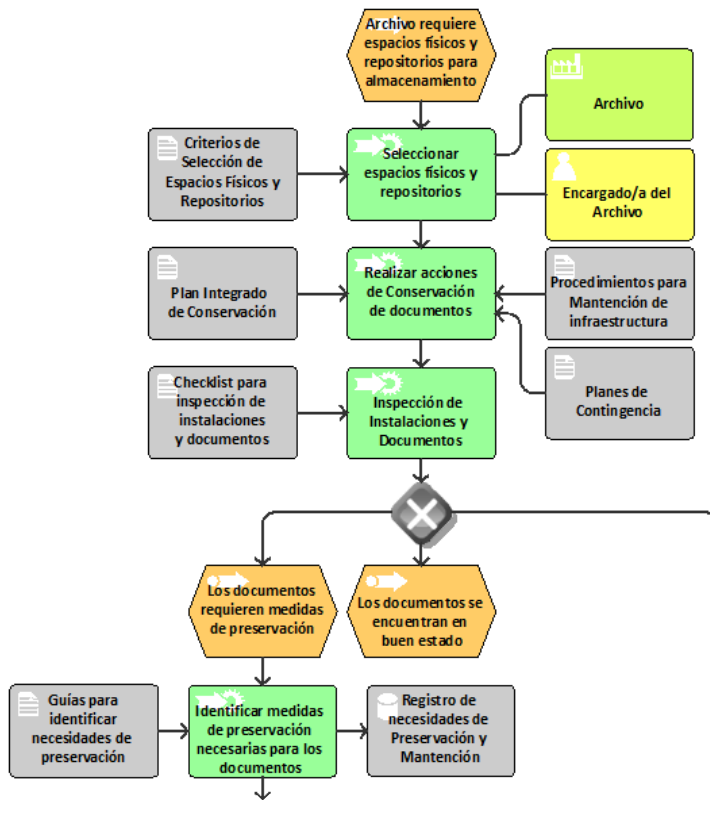 Archivo requiere
espacios físicos y
repositorios para
almacenamiento
Archivo
Criterios de
Selección de
Espacios Físicos y
Repositorios
Seleccionar
espacios físicos y
repositorios
Encargado/a del
Archivo
Plan Integrado
de Conservación
Realizar acciones
de Conservación
de documentos
Procedimientos para
Mantención de
infraestructura
Checklist para
inspección de
instalaciones
y documentos
Inspección de
Instalaciones y
Documentos
Planes de
Contingencia
Los documentos
requieren medidas
de preservación
Los documentos se
encuentran en
buen estado
Guías para
identificar
necesidades de
preservación
Identificar medidas
de preservación
necesarias para los
documentos
Registro de
necesidades de
Preservación y
Mantención